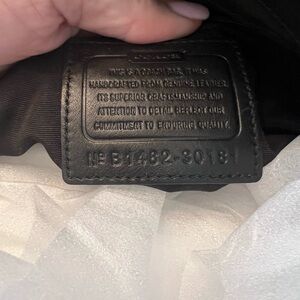 THIS IS A COACH BAG. IT WAS
HANDCRAFTED FROM GENUINE LEATHER.
ITS SUPERIOR CRAFTSMANSHIP AND
ATTENTION TO DETAIL REFLECT OUR
COMMITMENT TO ENDURING QUALITY.
Nº B1482-30181